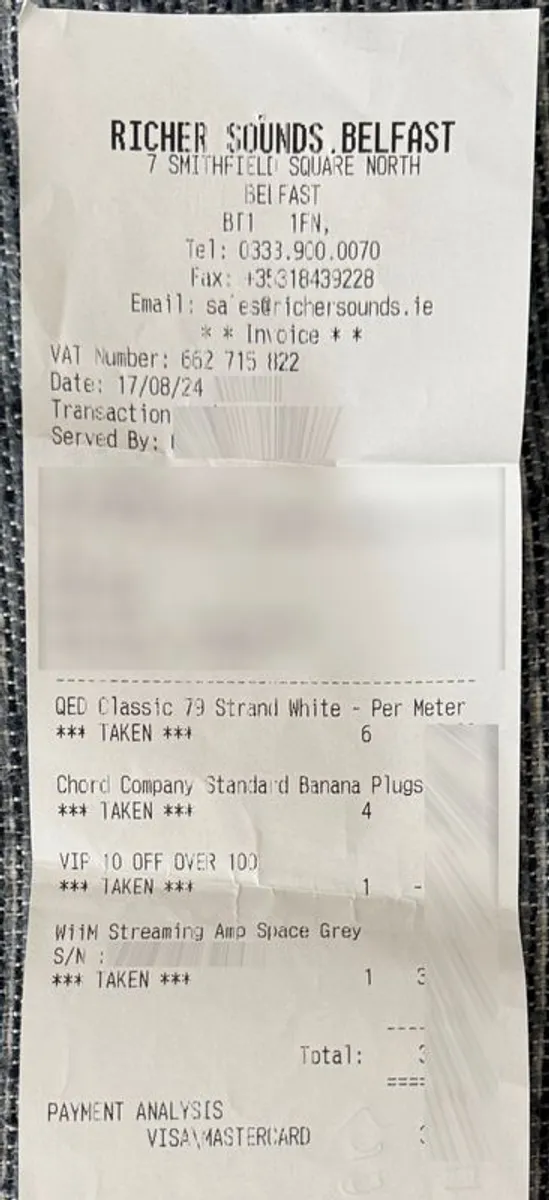 RICHER SOUNDS.BELFAST
7 SMITHFIELD SQUARE NORTH
BELFAST
BT1 1FN,
Tel: 0333.900.0070
Fax: +35318439228
Email: sales@richersounds.ie
* * Invoice * *
VAT Number: 662 715 822
Date: 17/08/24
Transaction
Served By:
QED Classic 79 Strand White - Per Meter
*** TAKEN *** 6
Chord Company Standard Banana Plugs
*** TAKEN *** 4
VIP 10 OFF OVER 100
*** TAKEN *** 1 -
WiiM Streaming Amp Space Grey
S/N :
*** TAKEN *** 1 3
----
Total: 3
====
PAYMENT ANALYSIS
VISA\MASTERCARD 3